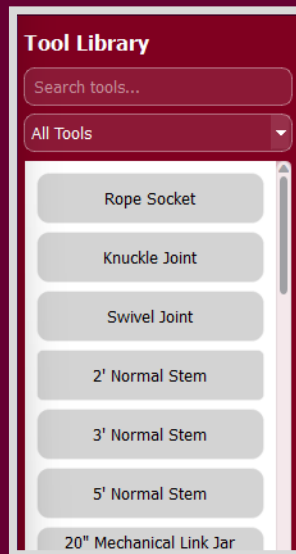 Tool Library
Search tools...
All Tools
Rope Socket
Knuckle Joint
Swivel Joint
2' Normal Stem
3' Normal Stem
5' Normal Stem
20" Mechanical Link Jar